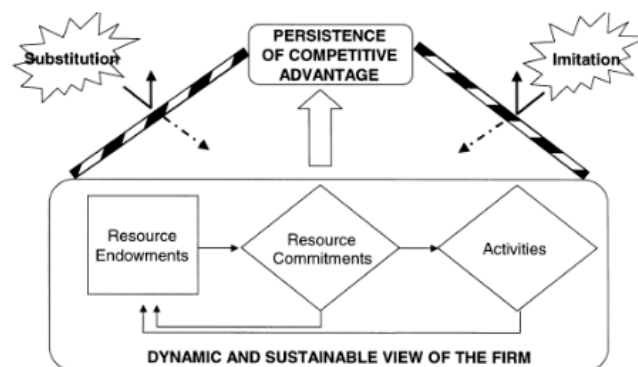 PERSISTENCE
OF COMPETITIVE
ADVANTAGE
Substitution
Imitation
Resource
Endowments
Resource
Commitments
Activities
DYNAMIC AND SUSTAINABLE VIEW OF THE FIRM